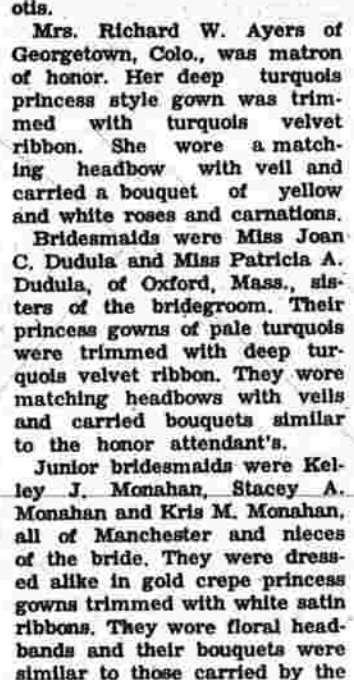 otis.
Mrs. Richard W. Ayers of
Georgetown, Colo., was matron
of honor. Her deep turquois
princess style gown was trim-
med with turquois velvet
ribbon. She wore a match-
ing headbow with veil and
carried a bouquet of yellow
and white roses and carnations.
Bridesmaids were Miss Joan
C. Dudula and Miss Patricia A.
Dudula, of Oxford, Mass., sis-
ters of the bridegroom. Their
princess gowns of pale turquois
were trimmed with deep tur-
quois velvet ribbon. They wore
matching headbows with veils
and carried bouquets similar
to the honor attendant's.
Junior bridesmaids were Kel-
ley J. Monahan, Stacey A.
Monahan and Kris M. Monahan,
all of Manchester and nieces
of the bride. They were dress-
ed alike in gold crepe princess
gowns trimmed with white satin
ribbons. They wore floral head-
bands and their bouquets were
similar to those carried by the